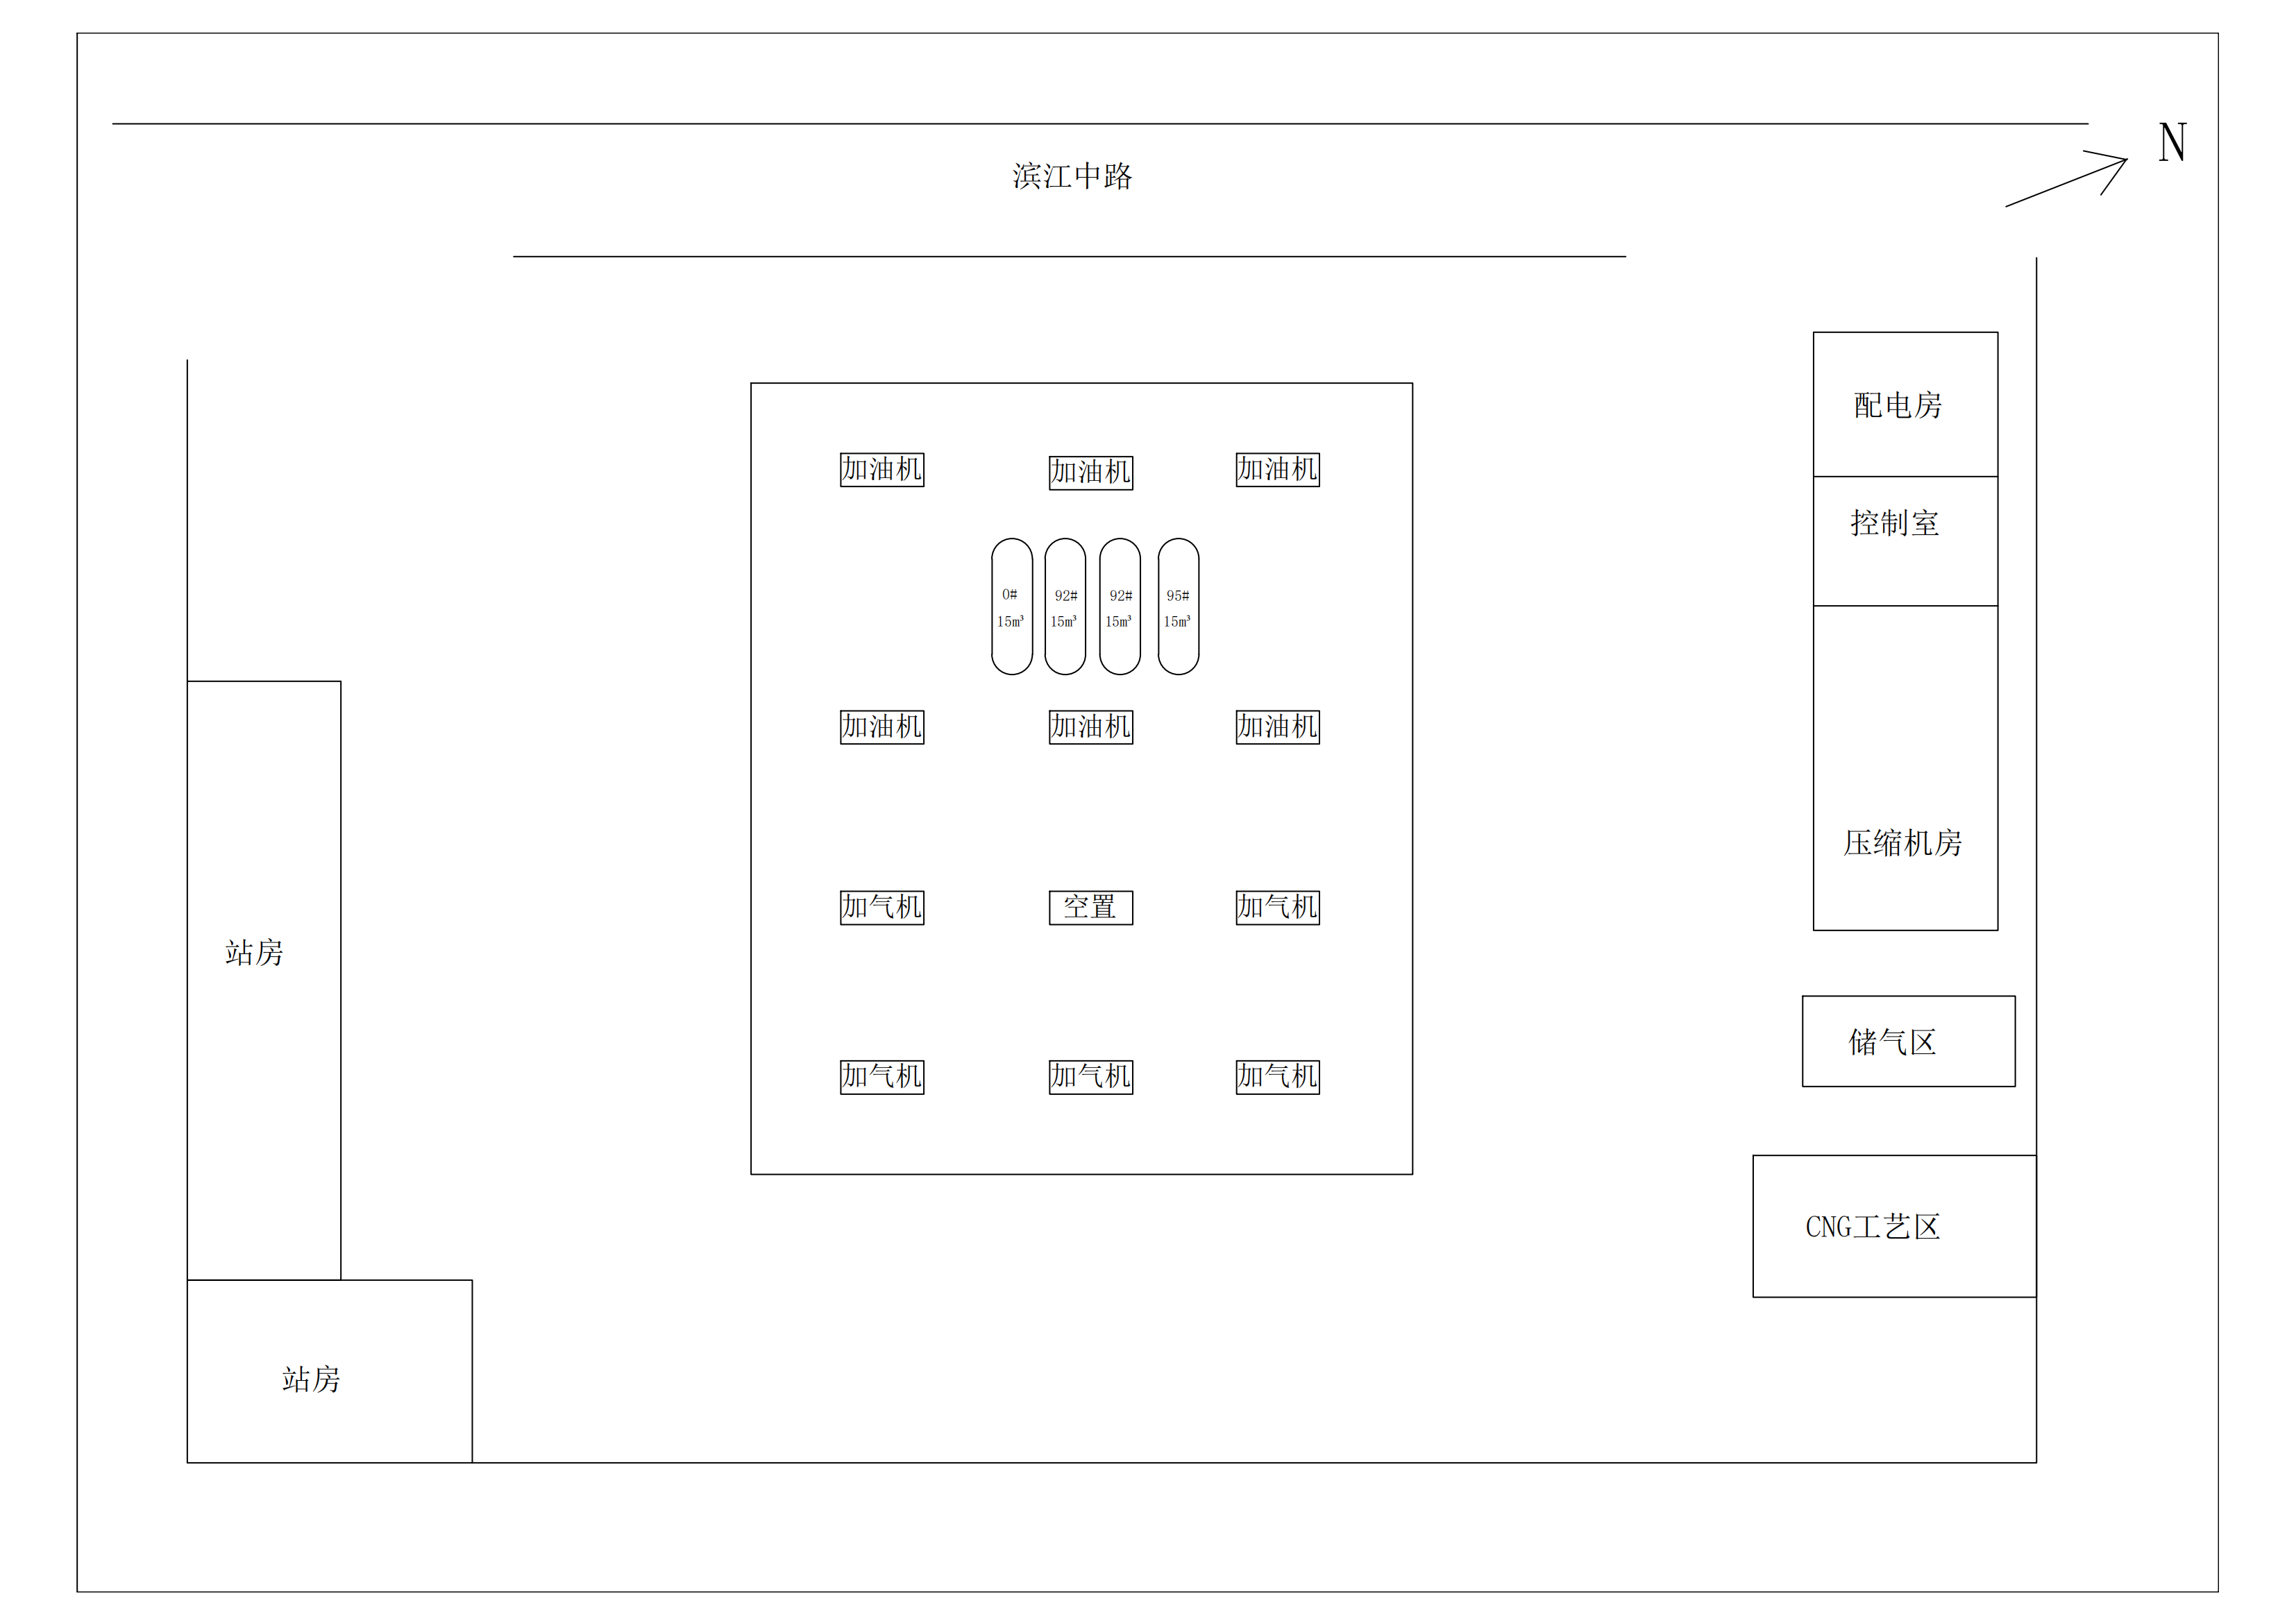 N
滨江中路
配电房
加油机
加油机
加油机
控制室
0#
15m³
92#
15m³
92#
15m³
95#
15m³
加油机
加油机
加油机
压缩机房
加气机
空置
加气机
站房
储气区
加气机
加气机
加气机
CNG工艺区
站房